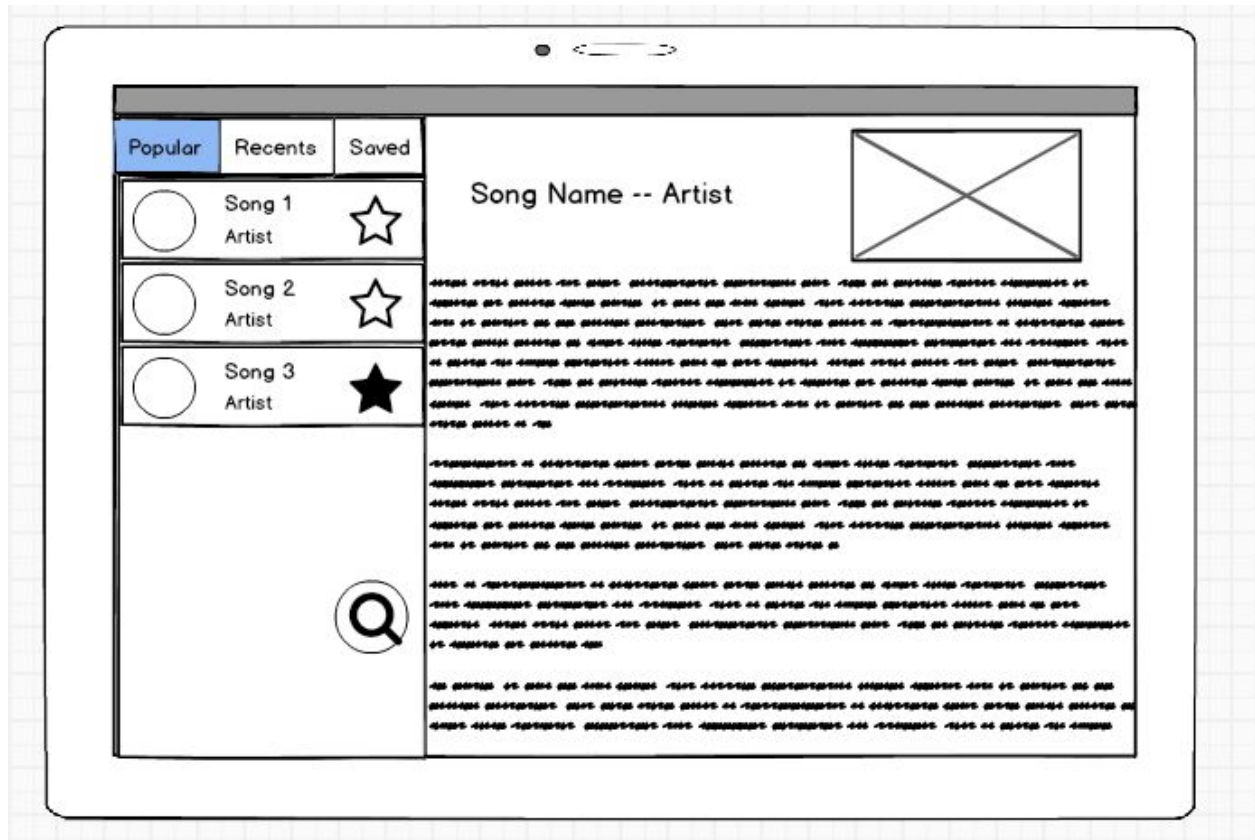 Popular Recents Saved
Song 1
Artist
Song 2
Artist
Song 3
Artist
Song Name -- Artist